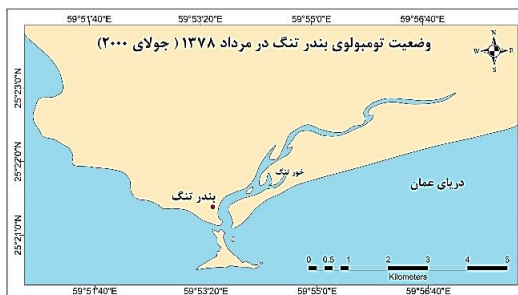 59°51'40"E 59°53'20"E 59°55'0"E 59°56'40"E
وضعیت تومبولوی بندر تنگ در مرداد ۱۳۷۸ ( جولای ۲۰۰۰)
N
W E
S
25°23'0"N
25°22'0"N
25°21'0"N
خور تنگ
بندر تنگ
دریای عمان
0 0.5 1 2 3 4 5
Kilometers
59°51'40"E 59°53'20"E 59°55'0"E 59°56'40"E